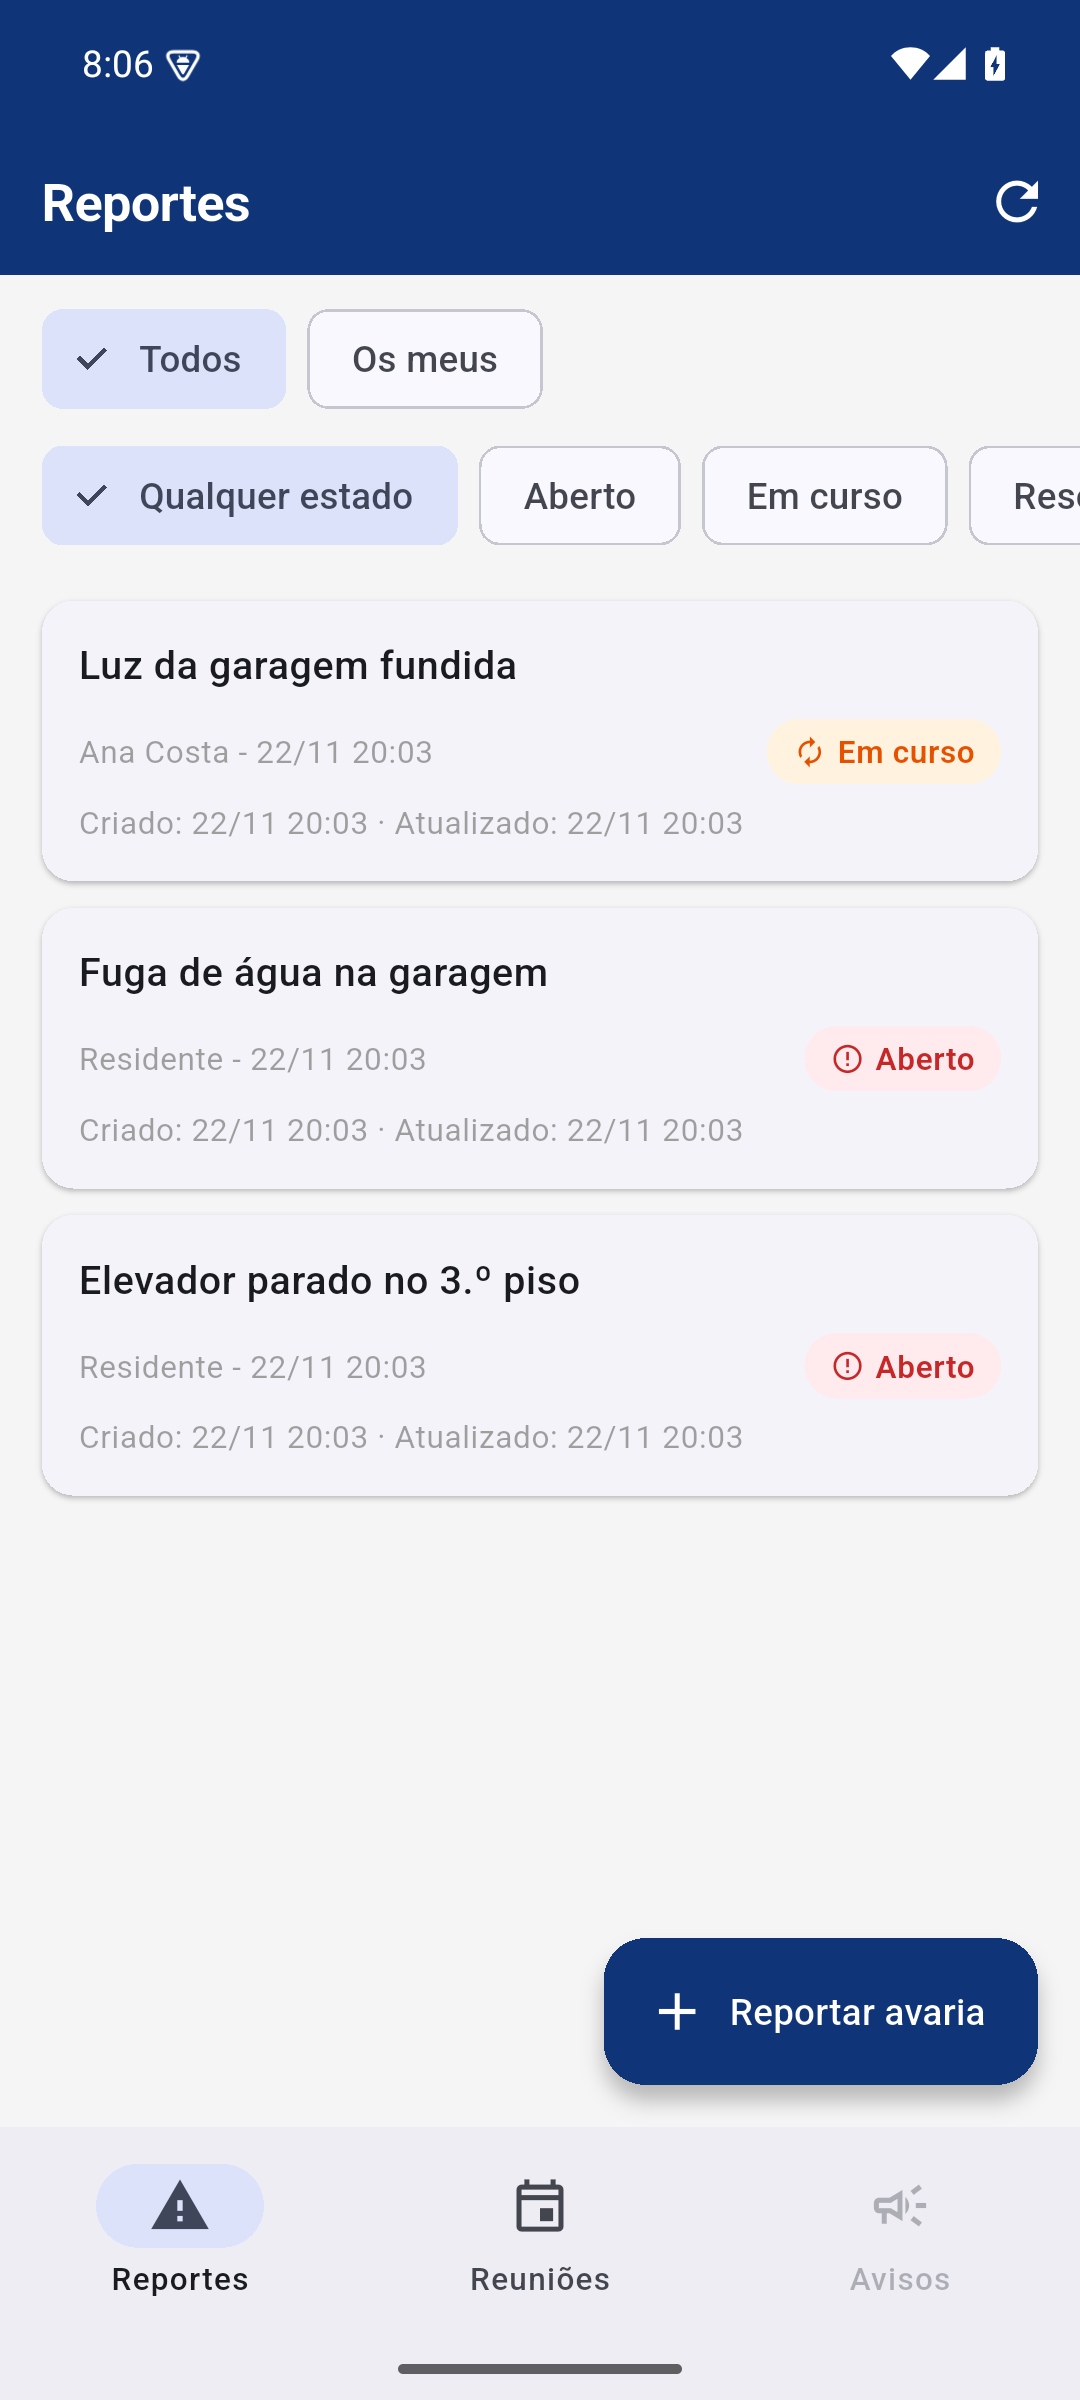 8:06
Reportes
Todos
Os meus
Qualquer estado
Aberto
Em curso
Luz da garagem fundida
Ana Costa - 22/11 20:03
Em curso
Criado: 22/11 20:03 · Atualizado: 22/11 20:03
Fuga de água na garagem
Residente - 22/11 20:03
Aberto
Criado: 22/11 20:03 · Atualizado: 22/11 20:03
Elevador parado no 3.º piso
Residente - 22/11 20:03
Aberto
Criado: 22/11 20:03 · Atualizado: 22/11 20:03
Reportar avaria
Reportes
Reuniões
Avisos